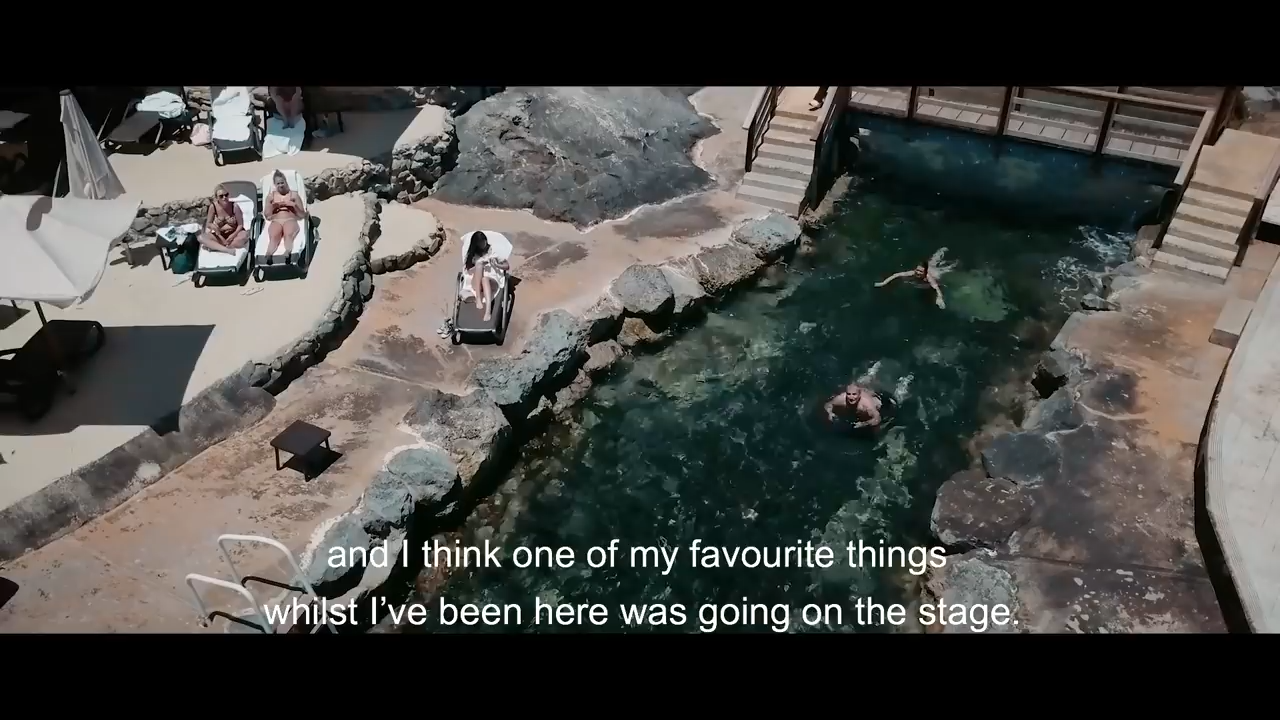 and I think one of my favourite things
whilst I’ve been here was going on the stage.